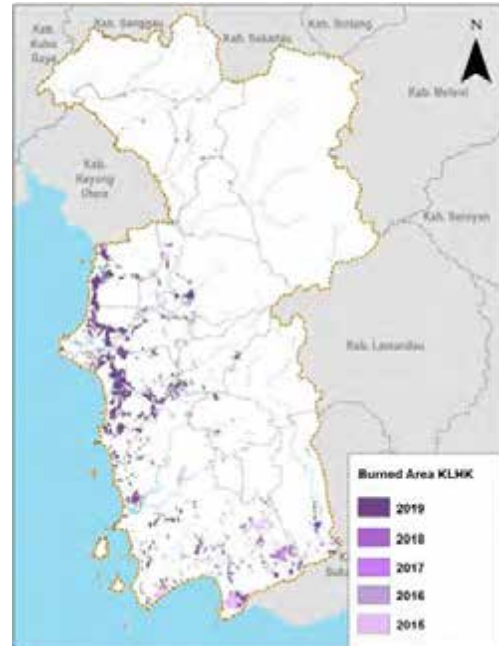 Kab. Sanggau
Kab. Sintang
Kab. Sekadau
Kab.
Kubu
Raya
N
Kab. Melawi
Kab.
Kayong
Utara
Kab. Seruyan
Kab. Lamandau
Burned Area KLHK
2019
2018
2017
2016
2015